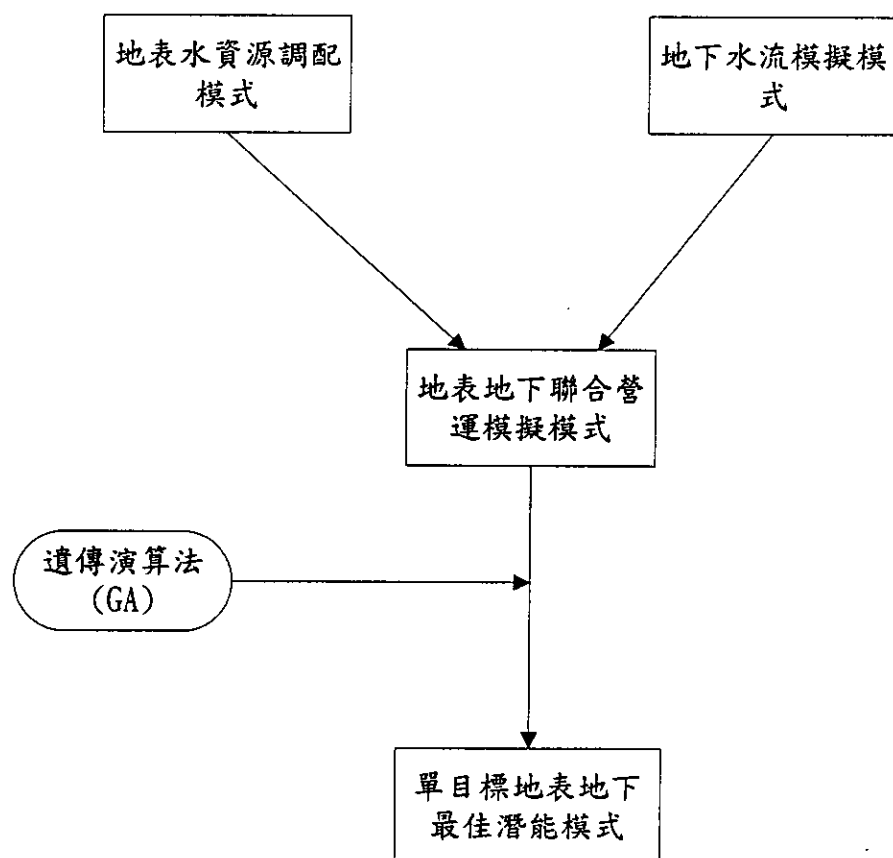 地表水資源調配
模式
地下水流模擬模
式
地表地下聯合營
運模擬模式
遺傳演算法
(GA)
單目標地表地下
最佳潛能模式